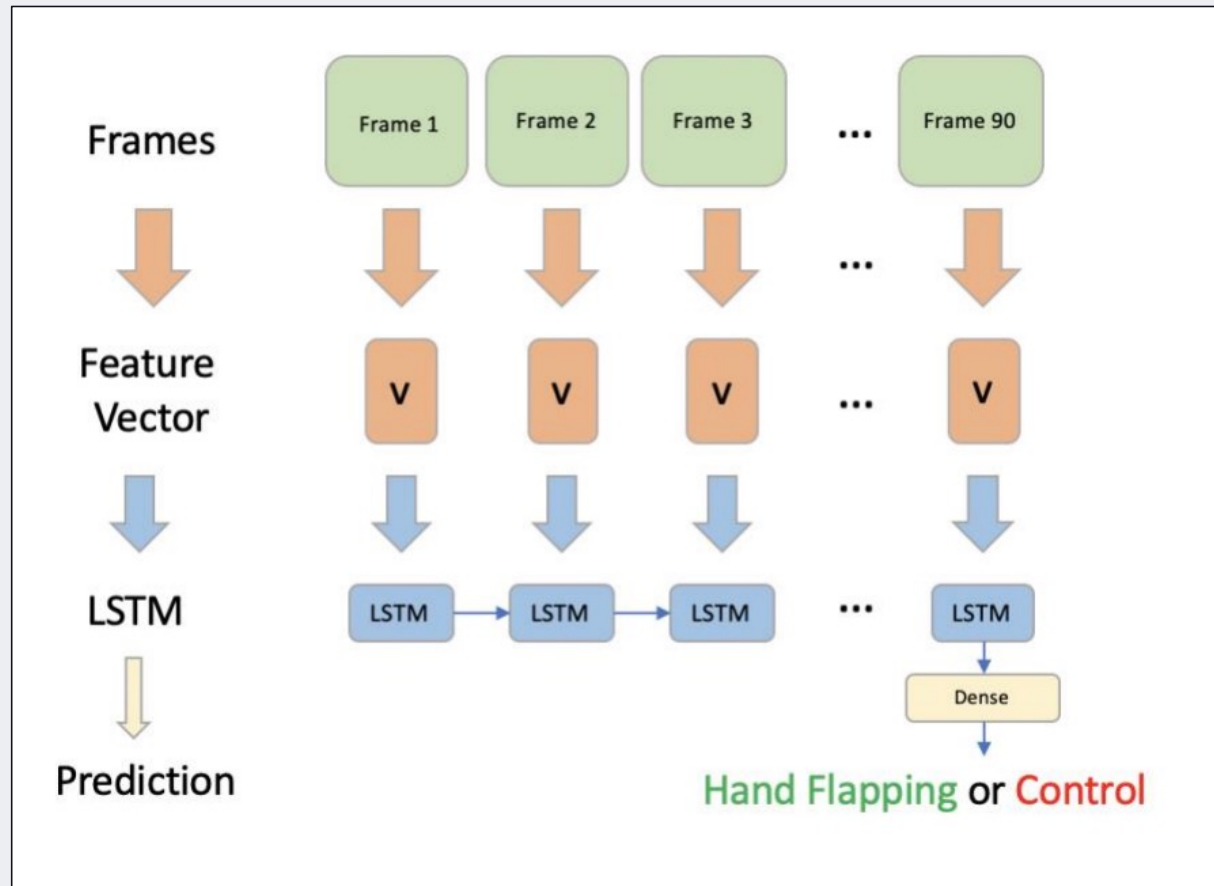 Frames
Frame 1
Frame 2
Frame 3
...
Frame 90
...
Feature
Vector
V
V
V
...
V
LSTM
LSTM
LSTM
LSTM
...
LSTM
Dense
Prediction
Hand Flapping or Control